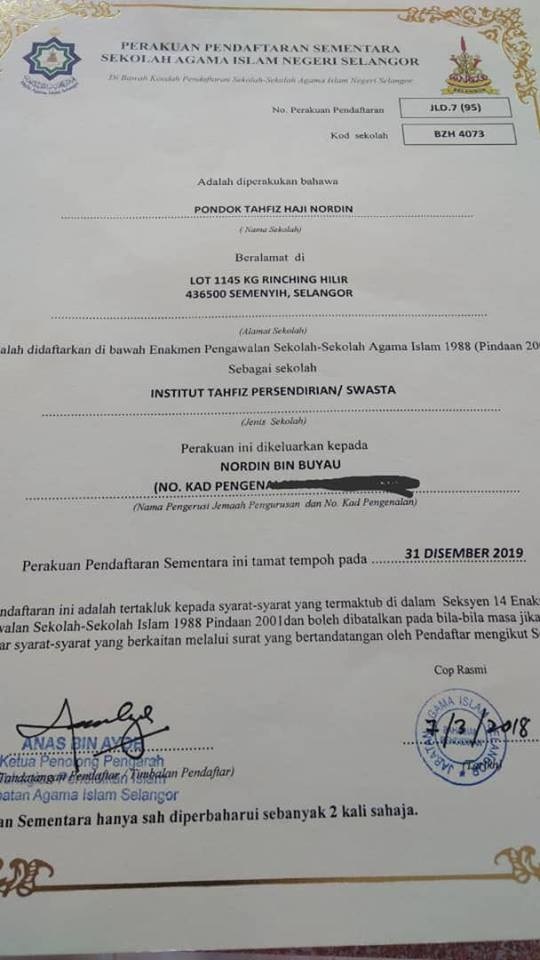 PERAKUAN PENDAFTARAN SEMENTARA
SEKOLAH AGAMA ISLAM NEGERI SELANGOR
Di Bawah Kaedah Pendaftaran Sekolah-Sekolah Agama Islam Negeri Selangor
SELANGOR
No. Perakuan Pendaftaran JLD.7 (95)
Kod sekolah BZH 4073
Adalah diperakukan bahawa
PONDOK TAHFIZ HAJI NORDIN
( Nama Sekolah)
Beralamat di
LOT 1145 KG RINCHING HILIR
436500 SEMENYIH, SELANGOR
(Alamat Sekolah)
alah didaftarkan di bawah Enakmen Pengawalan Sekolah-Sekolah Agama Islam 1988 (Pindaan 200
Sebagai sekolah
INSTITUT TAHFIZ PERSENDIRIAN/ SWASTA
(Jenis Sekolah)
Perakuan ini dikeluarkan kepada
NORDIN BIN BUYAU
(NO. KAD PENGENA
(Nama Pengerusi Jemaah Pengurusan dan No. Kad Pengenalan)
Perakuan Pendaftaran Sementara ini tamat tempoh pada 31 DISEMBER 2019
ndaftaran ini adalah tertakluk kepada syarat-syarat yang termaktub di dalam Seksyen 14 Enak
walan Sekolah-Sekolah Islam 1988 Pindaan 2001dan boleh dibatalkan pada bila-bila masa jika
ar syarat-syarat yang berkaitan melalui surat yang bertandatangan oleh Pendaftar mengikut S
Cop Rasmi
7/3/2018
JABATAN AGAMA ISLAM SELANGOR
(Tarikh)
ANAS BIN
Ketua Penolong Pengarah
(Tandatangan Pendaftar / Timbalan Pendaftar)
batan Agama Islam Selangor
an Sementara hanya sah diperbaharui sebanyak 2 kali sahaja.